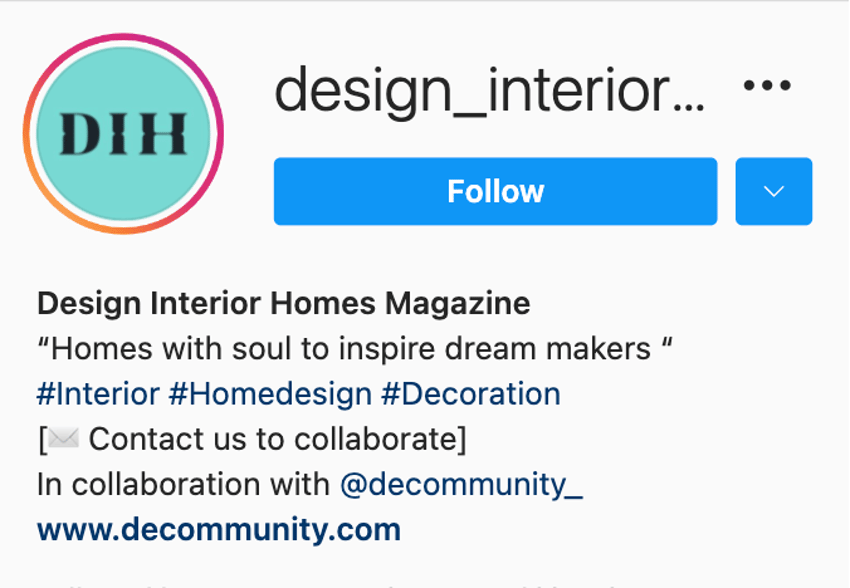 DIH
design_interior...
Follow
Design Interior Homes Magazine
“Homes with soul to inspire dream makers “
#Interior #Homedesign #Decoration
[✉️ Contact us to collaborate]
In collaboration with @decommunity_
www.decommunity.com